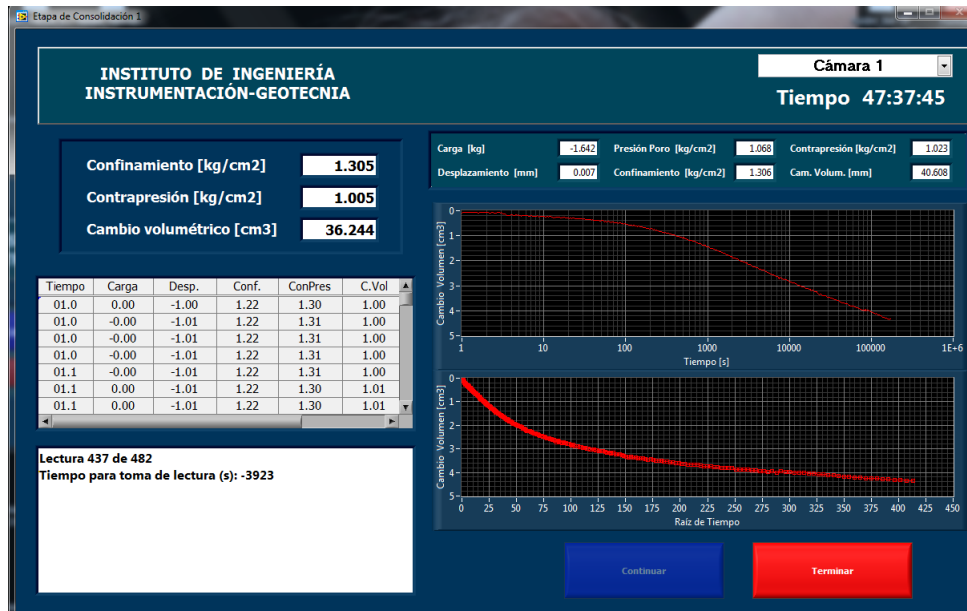 Etapa de Consolidación 1
INSTITUTO DE INGENIERÍA
INSTRUMENTACIÓN-GEOTECNIA
Cámara 1
Tiempo 47:37:45
Confinamiento [kg/cm2] 1.305
Contrapresión [kg/cm2] 1.005
Cambio volumétrico [cm3] 36.244
Carga [kg] -1.642 Presión Poro [kg/cm2] 1.068 Contrapresión [kg/cm2] 1.023
Desplazamiento [mm] 0.007 Confinamiento [kg/cm2] 1.306 Cam. Volum. [mm] 40.608
Tiempo Carga Desp. Conf. ConPres C.Vol
01.0 0.00 -1.00 1.22 1.30 1.00
01.0 -0.00 -1.01 1.22 1.31 1.00
01.0 -0.00 -1.01 1.22 1.31 1.00
01.0 -0.00 -1.01 1.22 1.31 1.00
01.1 -0.00 -1.01 1.22 1.31 1.00
01.1 0.00 -1.01 1.22 1.30 1.01
01.1 0.00 -1.01 1.22 1.30 1.01
Lectura 437 de 482
Tiempo para toma de lectura (s): -3923
Cambio Volumen [cm3]
0
1
2
3
4
5
1 10 100 1000 10000 100000 1E+6
Tiempo [s]
Cambio Volumen [cm3]
0
1
2
3
4
5
0 25 50 75 100 125 150 175 200 225 250 275 300 325 350 375 400 425 450
Raíz de Tiempo
Continuar
Terminar